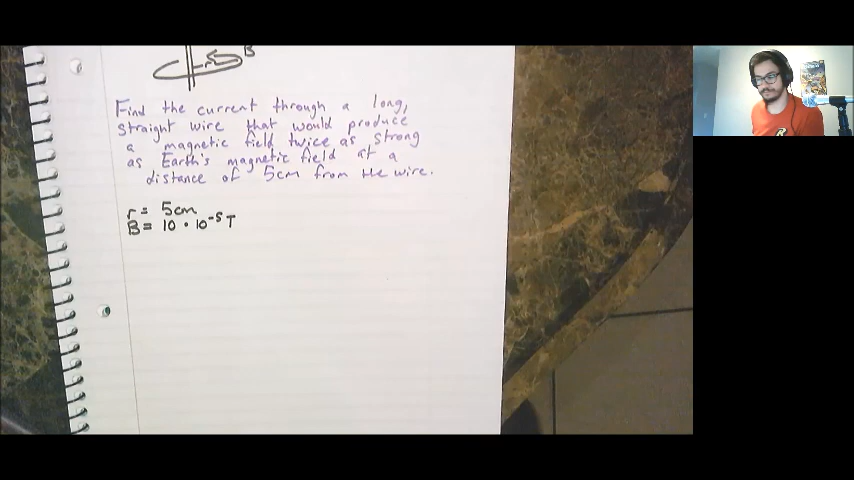 B
Find the current through a long,
straight wire that would produce
a magnetic field twice as strong
as Earth's magnetic field at a
distance of 5cm from the wire.
r = 5cm
B = 10 · 10⁻⁵ T